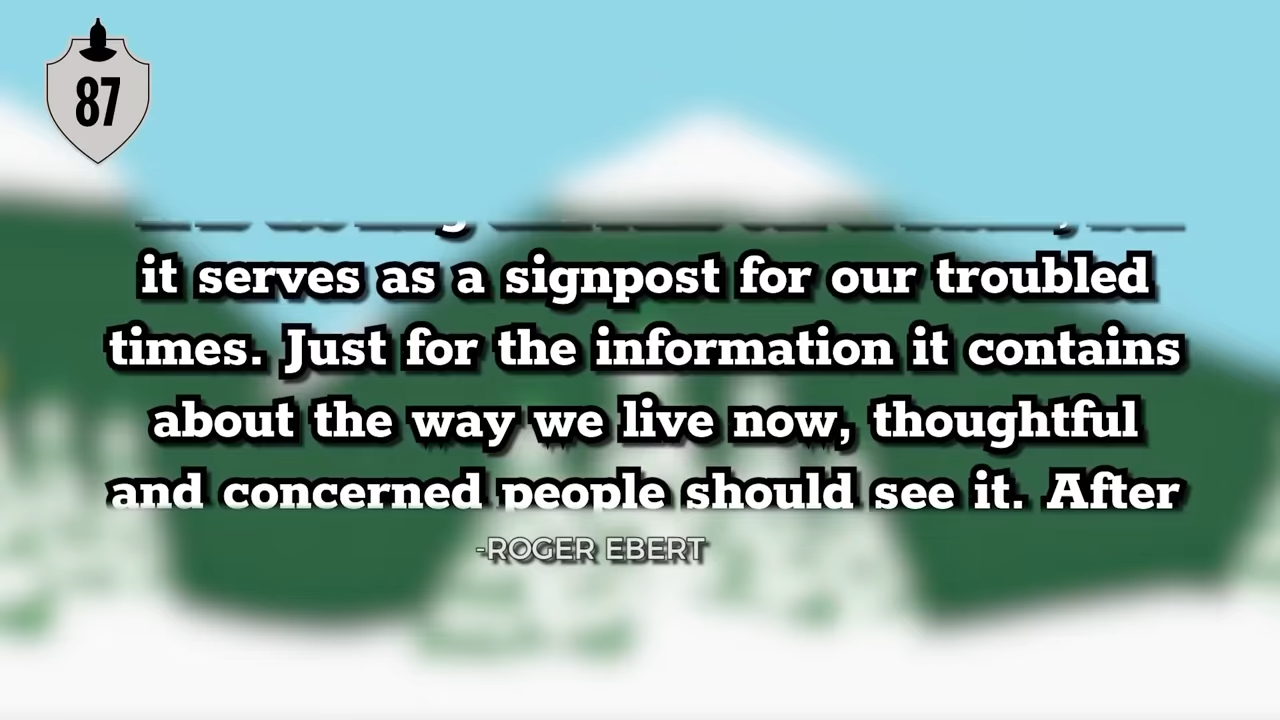 87
it serves as a signpost for our troubled
times. Just for the information it contains
about the way we live now, thoughtful
and concerned people should see it. After
-ROGER EBERT